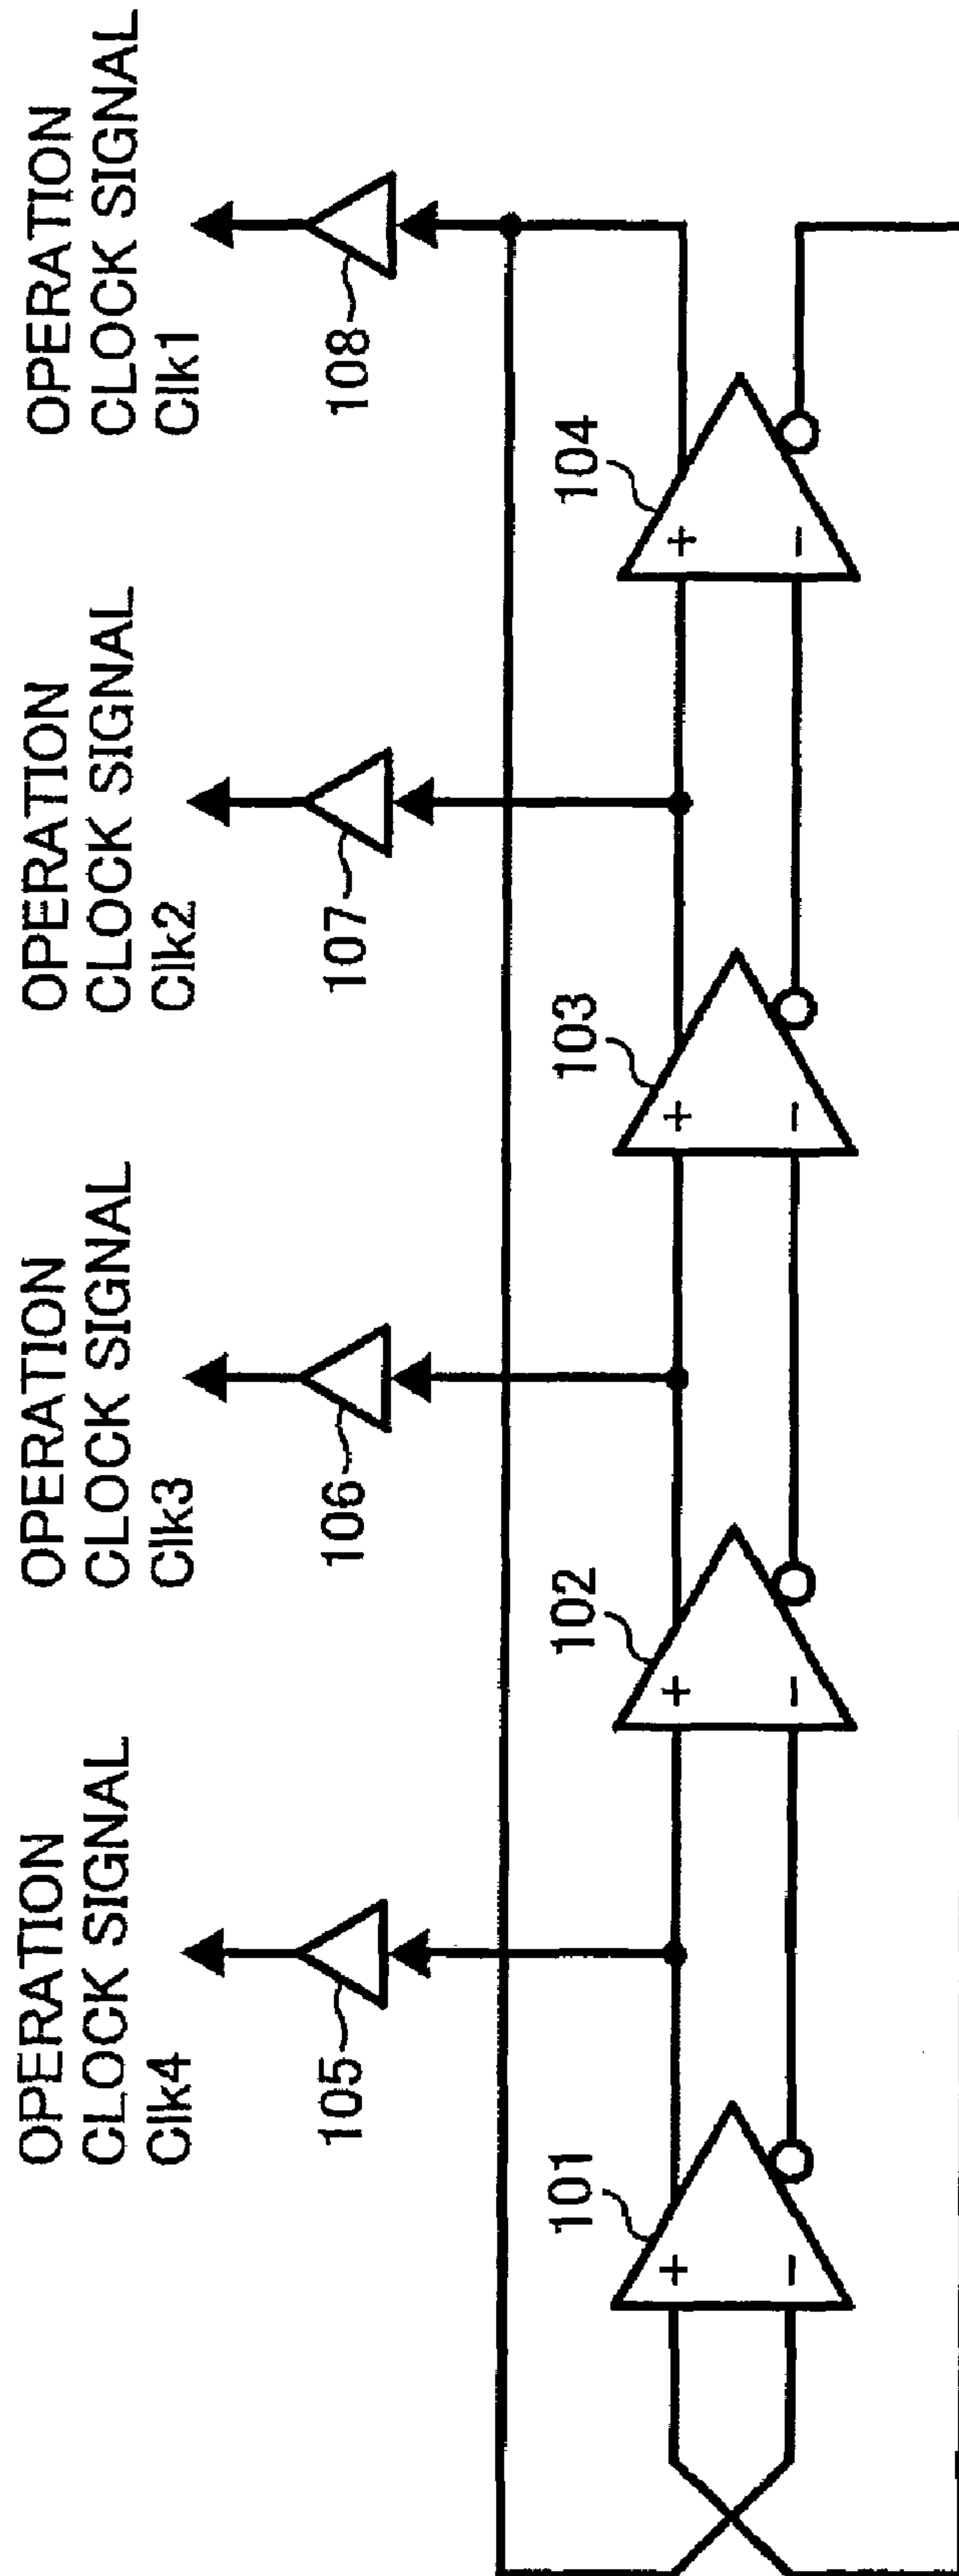 OPERATION
CLOCK SIGNAL
Clk4
OPERATION
CLOCK SIGNAL
Clk3
OPERATION
CLOCK SIGNAL
Clk2
OPERATION
CLOCK SIGNAL
Clk1
105
106
107
108
101
102
103
104
+
+
+
+
−
−
−
−